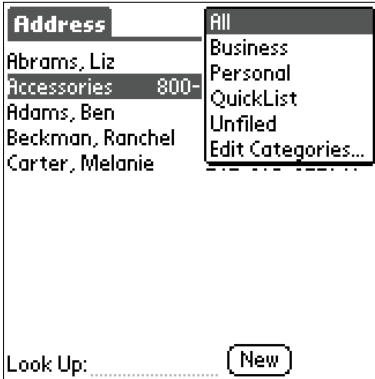 Address
All
Business
Abrams, Liz
Personal
Accessories 800-
QuickList
Adams, Ben
Unfiled
Beckman, Ranchel
Edit Categories...
Carter, Melanie
Look Up:
New